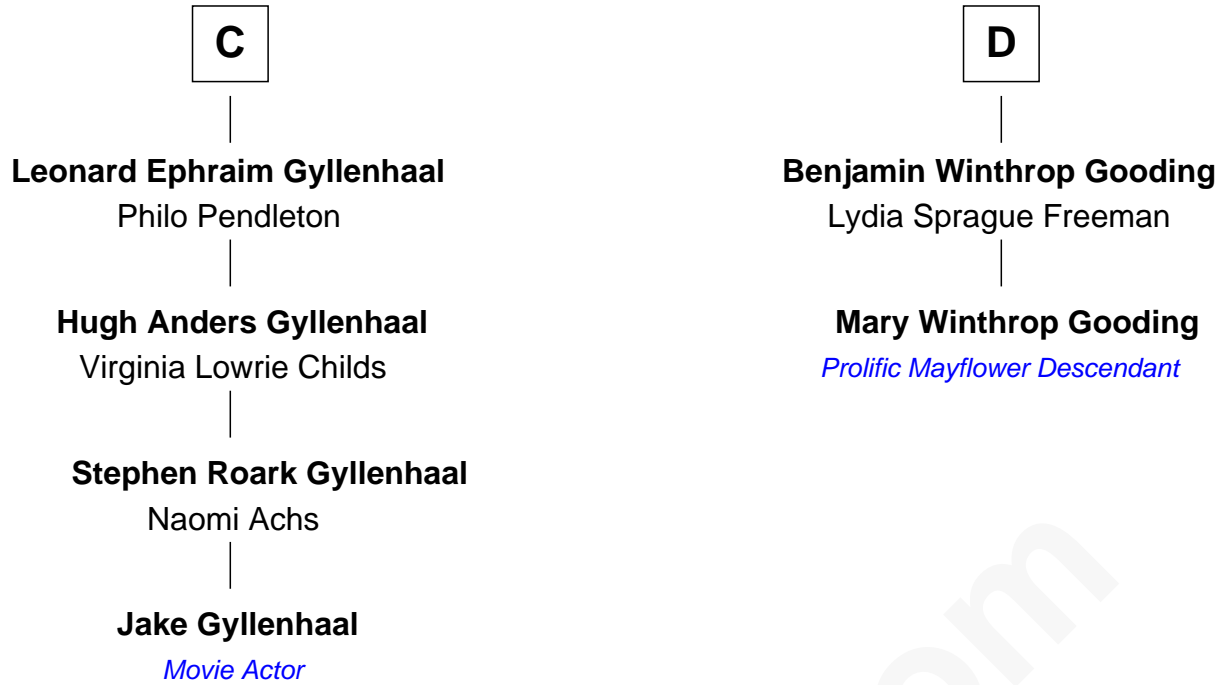 C
Leonard Ephraim Gyllenhaal
Philo Pendleton
Hugh Anders Gyllenhaal
Virginia Lowrie Childs
Stephen Roark Gyllenhaal
Naomi Achs
Jake Gyllenhaal
Movie Actor
D
Benjamin Winthrop Gooding
Lydia Sprague Freeman
Mary Winthrop Gooding
Prolific Mayflower Descendant
om